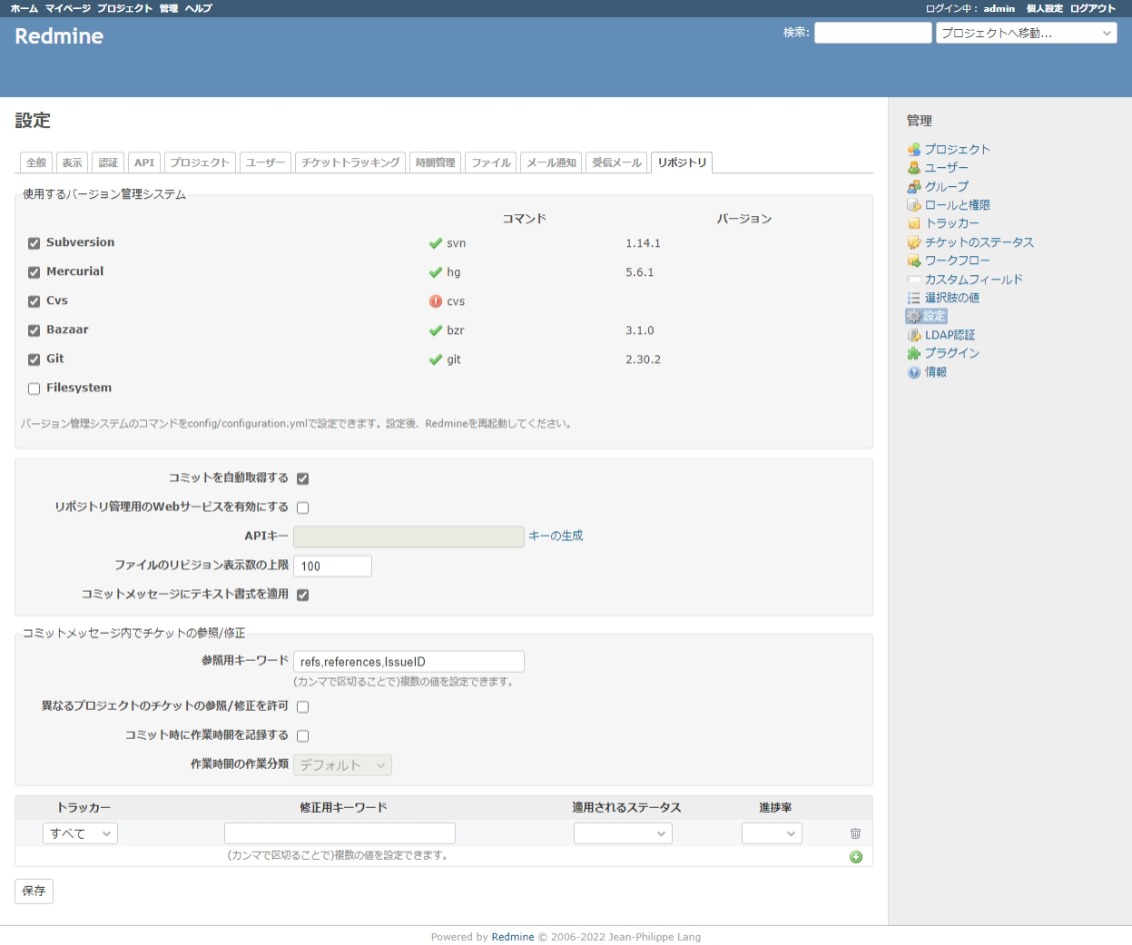 ホーム マイページ プロジェクト 管理 ヘルプ ログイン中： admin 個人設定 ログアウト
Redmine 検索: プロジェクトへ移動...
設定
全般 表示 認証 API プロジェクト ユーザー チケットトラッキング 時間管理 ファイル メール通知 受信メール リポジトリ
使用するバージョン管理システム
コマンド バージョン
Subversion svn 1.14.1
Mercurial hg 5.6.1
Cvs cvs
Bazaar bzr 3.1.0
Git git 2.30.2
Filesystem
バージョン管理システムのコマンドをconfig/configuration.ymlで設定できます。設定後、Redmineを再起動してください。
コミットを自動取得する
リポジトリ管理用のWebサービスを有効にする
APIキー キーの生成
ファイルのリビジョン表示数の上限 100
コミットメッセージにテキスト書式を適用
コミットメッセージ内でチケットの参照/修正
参照用キーワード refs,references,IssueID
(カンマで区切ることで)複数の値を設定できます。
異なるプロジェクトのチケットの参照/修正を許可
コミット時に作業時間を記録する
作業時間の作業分類 デフォルト
トラッカー 修正用キーワード 適用されるステータス 進捗率
すべて
(カンマで区切ることで)複数の値を設定できます。
保存
管理
プロジェクト
ユーザー
グループ
ロールと権限
トラッカー
チケットのステータス
ワークフロー
カスタムフィールド
選択肢の値
設定
LDAP認証
プラグイン
情報
Powered by Redmine © 2006-2022 Jean-Philippe Lang